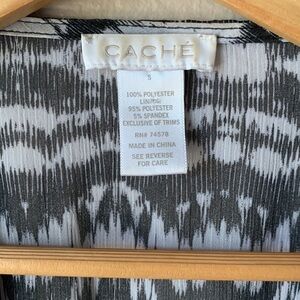 CACHÉ
S
100% POLYESTER
LINING:
95% POLYESTER
5% SPANDEX
EXCLUSIVE OF TRIMS
RN# 74578
MADE IN CHINA
SEE REVERSE
FOR CARE